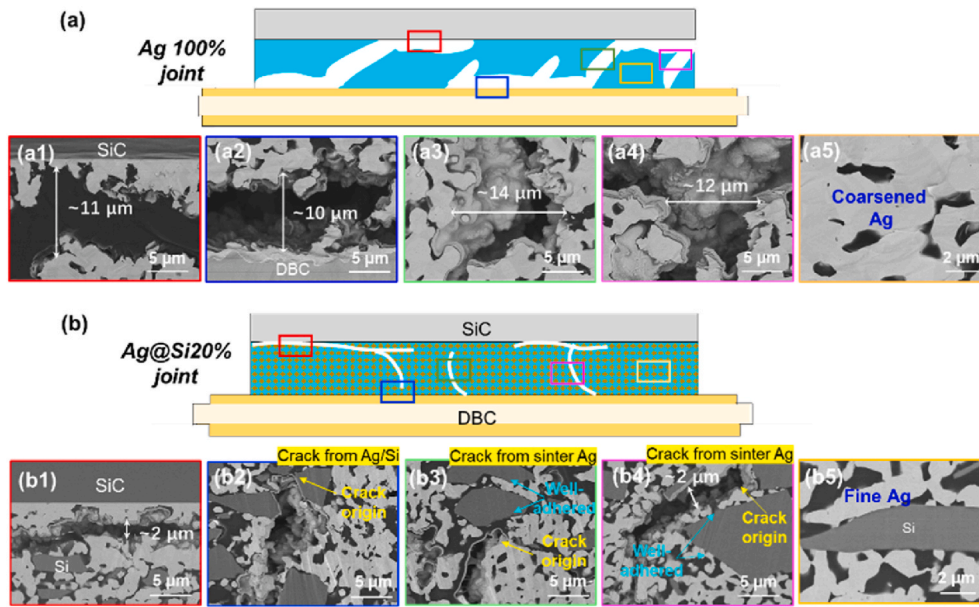 (a)
Ag 100%
joint
(a1)
SiC
~11 μm
5 μm
(a2)
~10 μm
DBC
5 μm
(a3)
~14 μm
5 μm
(a4)
~12 μm
5 μm
(a5)
Coarsened
Ag
2 μm
(b)
Ag@Si20%
joint
SiC
DBC
(b1)
SiC
~2 μm
Si
5 μm
Crack from Ag/Si
(b2)
Crack
origin
5 μm
Crack from sinter Ag
(b3)
Well-
adhered
Crack
origin
5 μm
Crack from sinter Ag
(b4)
~2 μm
Crack
origin
Well-
adhered
5 μm
(b5)
Fine Ag
Si
2 μm